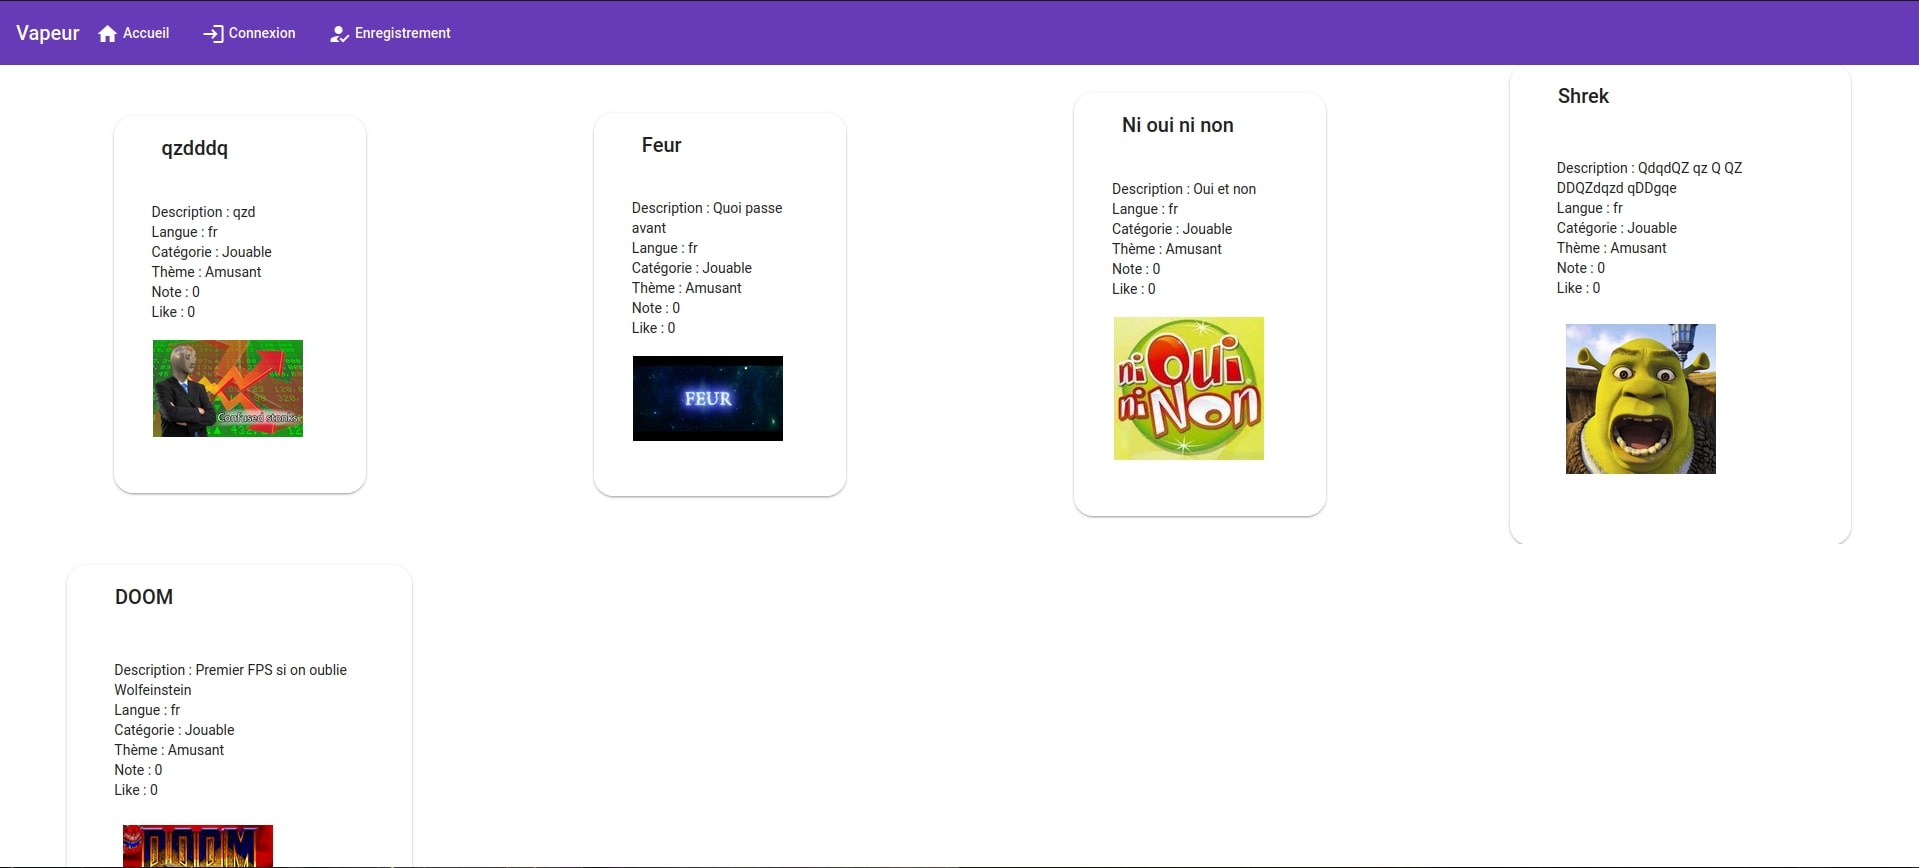 Vapeur Accueil Connexion Enregistrement
qzdddq
Description : qzd
Langue : fr
Catégorie : Jouable
Thème : Amusant
Note : 0
Like : 0
Confused stonks
Feur
Description : Quoi passe
avant
Langue : fr
Catégorie : Jouable
Thème : Amusant
Note : 0
Like : 0
FEUR
Ni oui ni non
Description : Oui et non
Langue : fr
Catégorie : Jouable
Thème : Amusant
Note : 0
Like : 0
ni Oui
ni Non
Shrek
Description : QdqdQZ qz Q QZ
DDQZdqzd qDDgqe
Langue : fr
Catégorie : Jouable
Thème : Amusant
Note : 0
Like : 0
DOOM
Description : Premier FPS si on oublie
Wolfeinstein
Langue : fr
Catégorie : Jouable
Thème : Amusant
Note : 0
Like : 0
DOOM